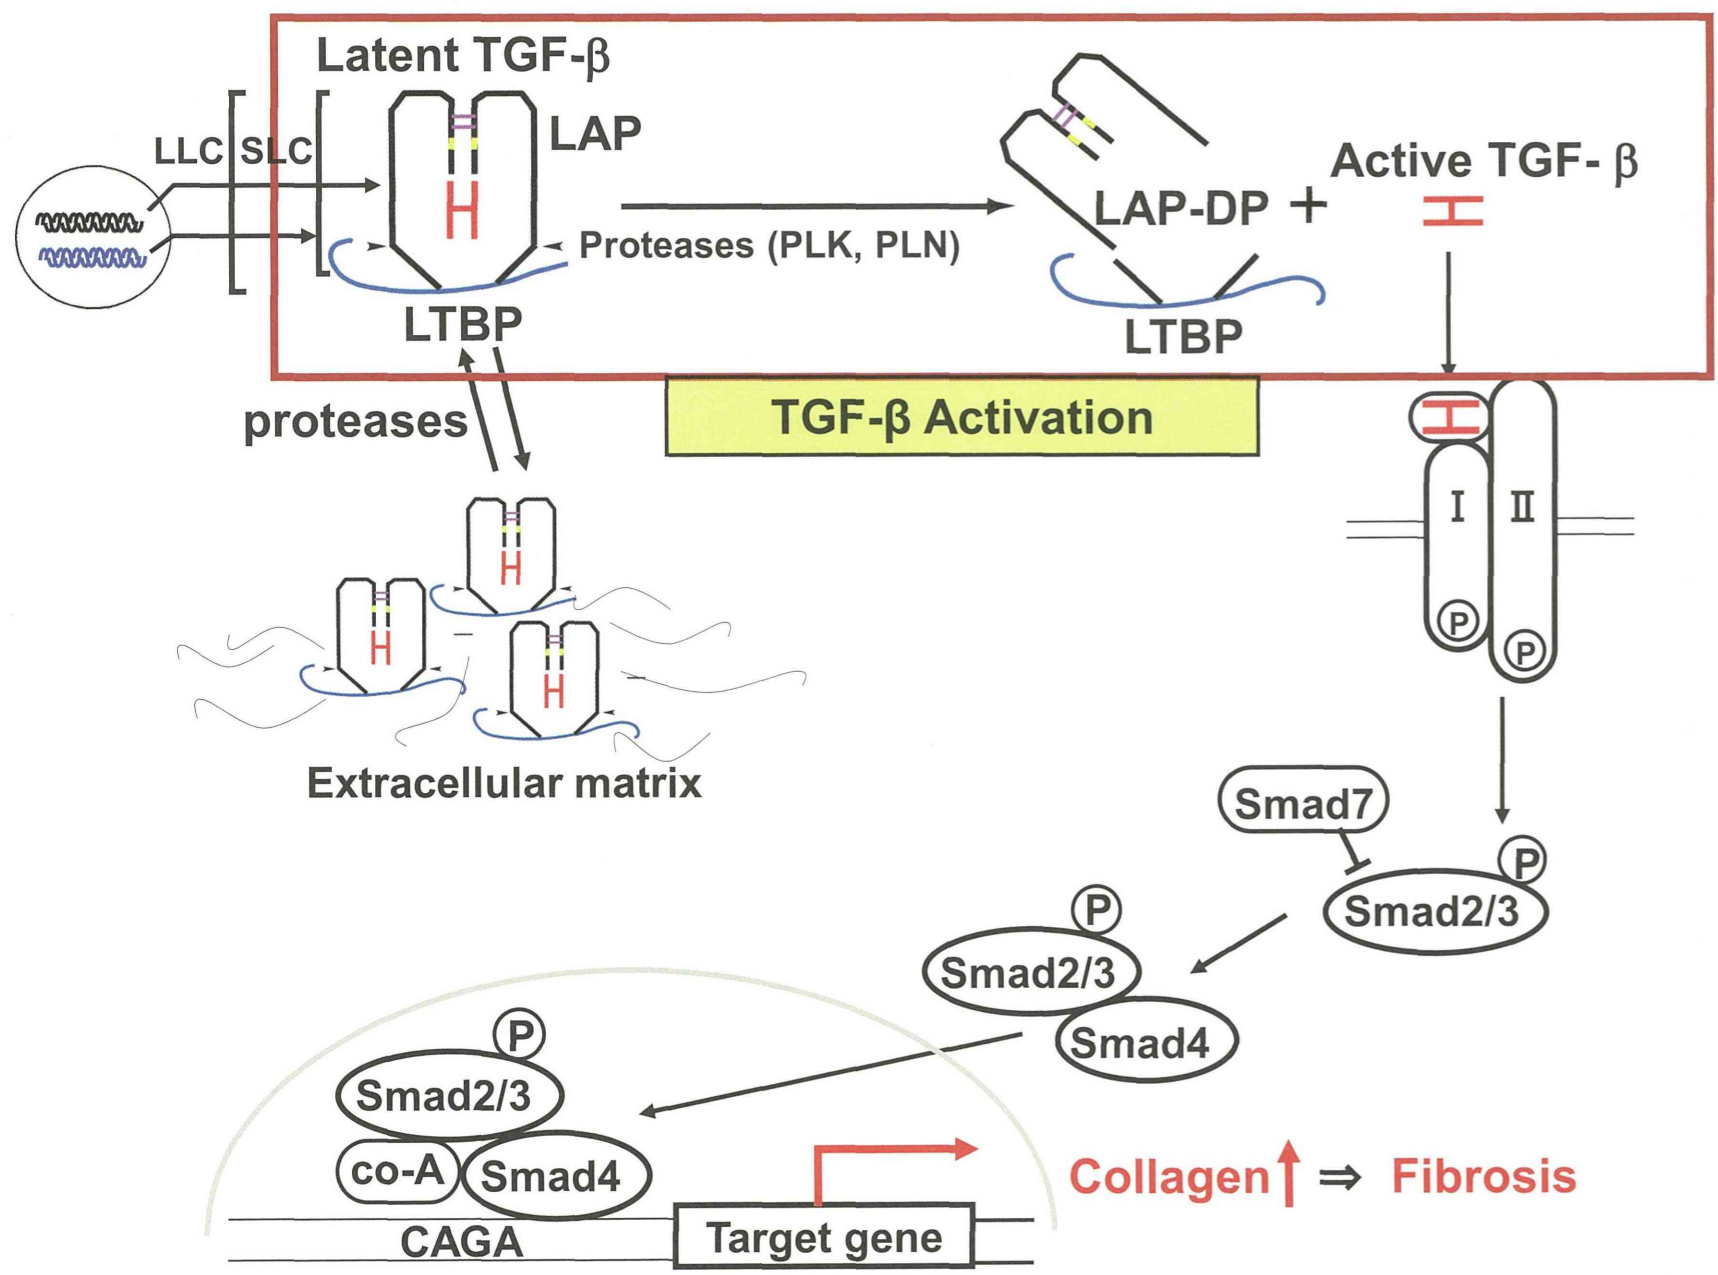 Latent TGF-β
LLC
SLC
LAP
H
Proteases (PLK, PLN)
LTBP
LAP-DP +
Active TGF- β
LTBP
proteases
TGF-β Activation
I
II
P
P
H
H
H
Extracellular matrix
Smad7
P
Smad2/3
P
Smad2/3
Smad4
P
Smad2/3
co-A
Smad4
CAGA
Target gene
Collagen↑ ⇒ Fibrosis